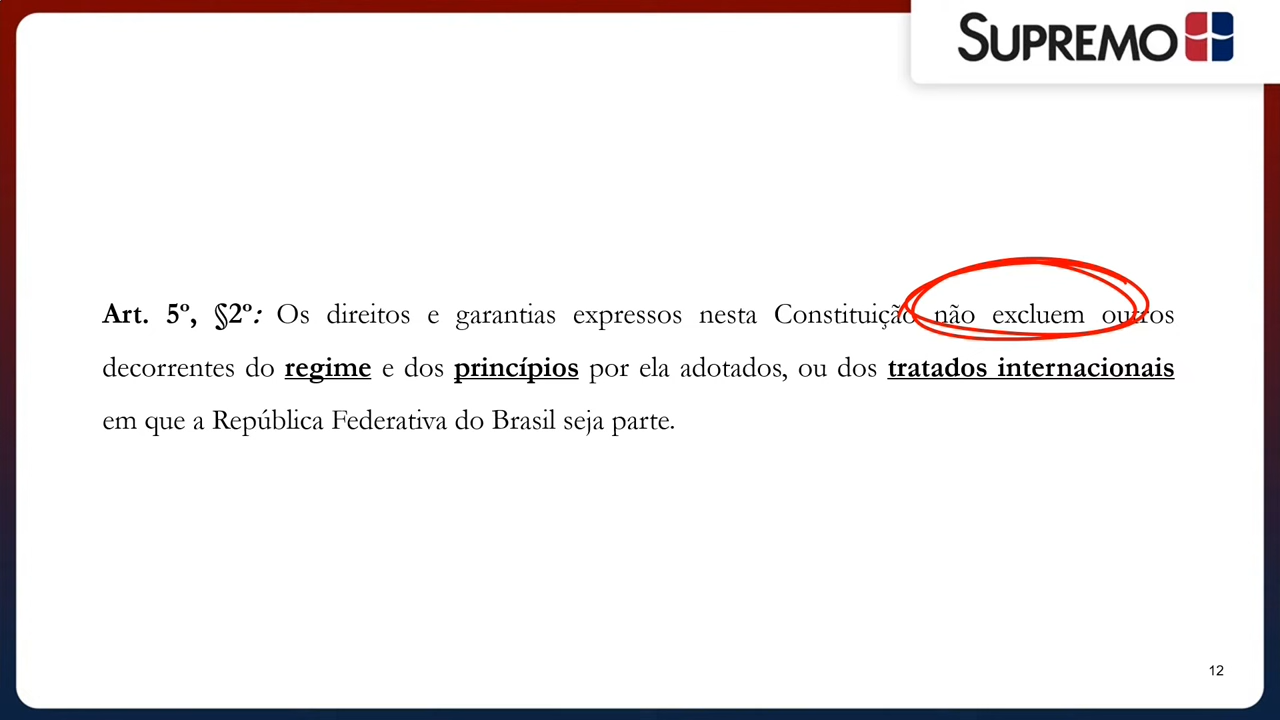 SUPREMO
Art. 5º, §2º: Os direitos e garantias expressos nesta Constituição não excluem outros
decorrentes do regime e dos princípios por ela adotados, ou dos tratados internacionais
em que a República Federativa do Brasil seja parte.
12